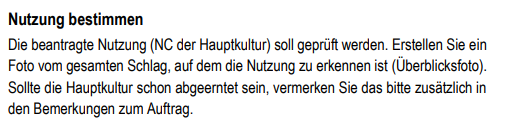 Nutzung bestimmen
Die beantragte Nutzung (NC der Hauptkultur) soll geprüft werden. Erstellen Sie ein
Foto vom gesamten Schlag, auf dem die Nutzung zu erkennen ist (Überblicksfoto).
Sollte die Hauptkultur schon abgeerntet sein, vermerken Sie das bitte zusätzlich in
den Bemerkungen zum Auftrag.